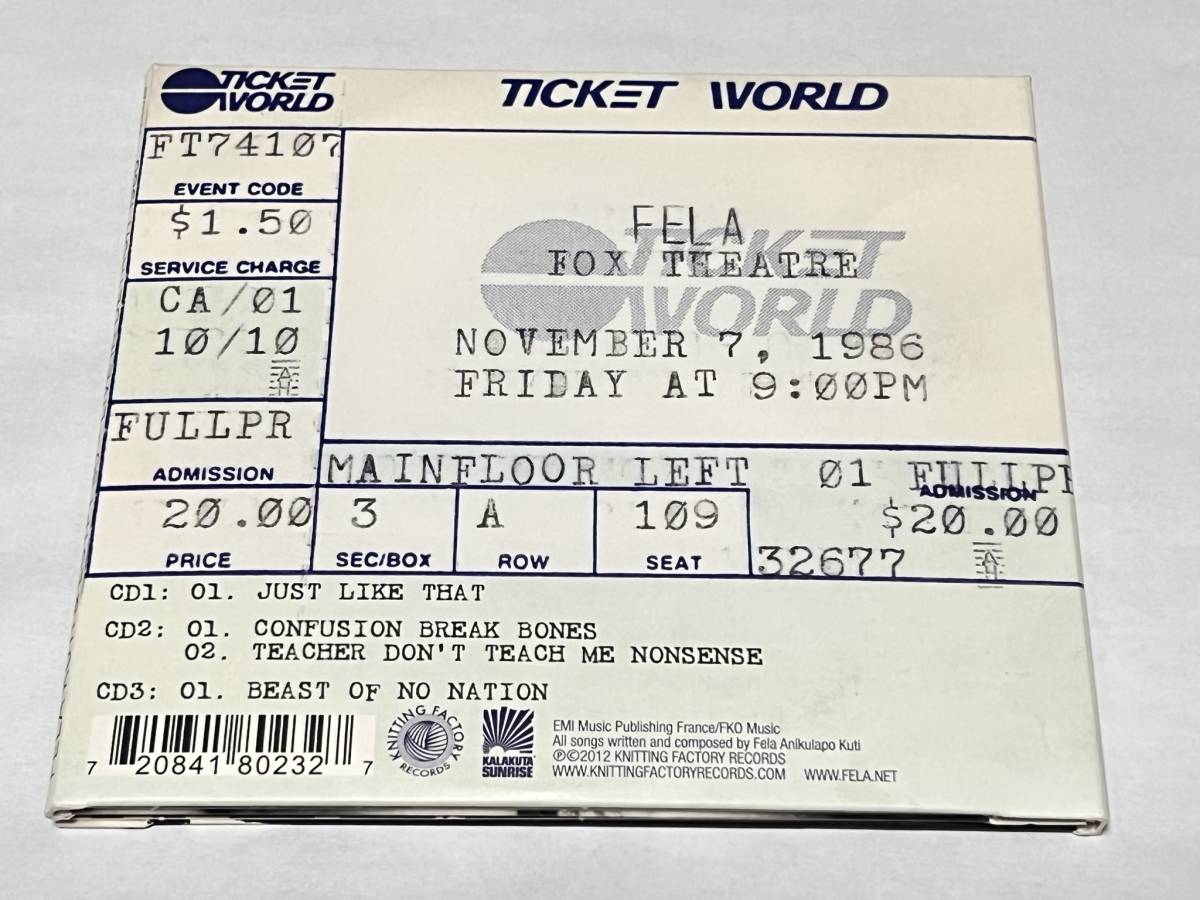 TICKET WORLD
TICKET WORLD
FT74107
EVENT CODE
$1.50
SERVICE CHARGE
CA/01
10/10
FULLPR
ADMISSION
20.00
PRICE
TICKET WORLD
FELA
FOX THEATRE
NOVEMBER 7, 1986
FRIDAY AT 9:00PM
MAINFLOOR LEFT 01 FULLPR
ADMISSION
3 A 109 $20.00
SEC/BOX ROW SEAT 32677
CD1: 01. JUST LIKE THAT
CD2: 01. CONFUSION BREAK BONES
02. TEACHER DON'T TEACH ME NONSENSE
CD3: 01. BEAST OF NO NATION
7 20841 80232 7
KNITTING FACTORY RECORDS
KALAKUTA
SUNRISE
EMI Music Publishing France/FKO Music
All songs written and composed by Fela Anikulapo Kuti
℗©2012 KNITTING FACTORY RECORDS
WWW.KNITTINGFACTORYRECORDS.COM WWW.FELA.NET